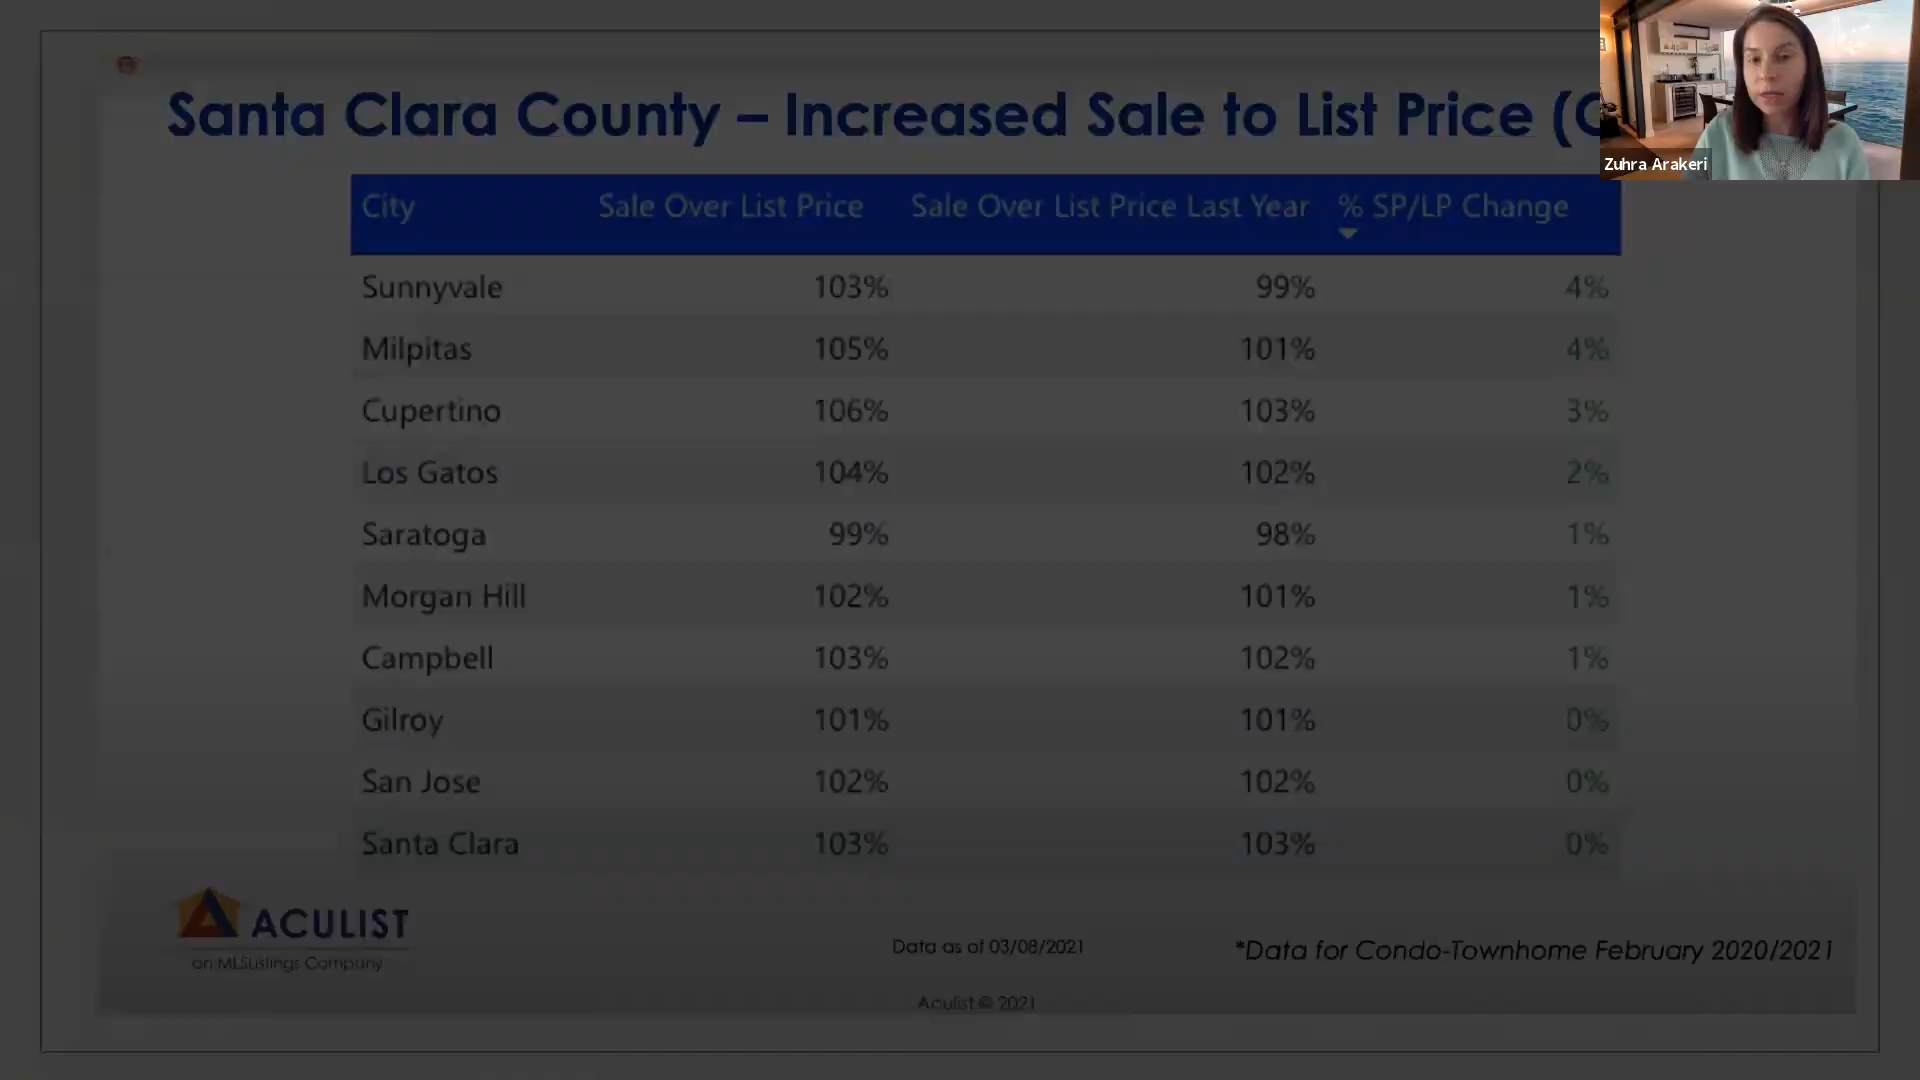 Santa Clara County – Increased Sale to List Price (C
Zuhra Arakeri
City Sale Over List Price Sale Over List Price Last Year % SP/LP Change
Sunnyvale 103% 99% 4%
Milpitas 105% 101% 4%
Cupertino 106% 103% 3%
Los Gatos 104% 102% 2%
Saratoga 99% 98% 1%
Morgan Hill 102% 101% 1%
Campbell 103% 102% 1%
Gilroy 101% 101% 0%
San Jose 102% 102% 0%
Santa Clara 103% 103% 0%
ACULIST
an MLSListings Company
Data as of 03/08/2021
*Data for Condo-Townhome February 2020/2021
Aculist © 2021